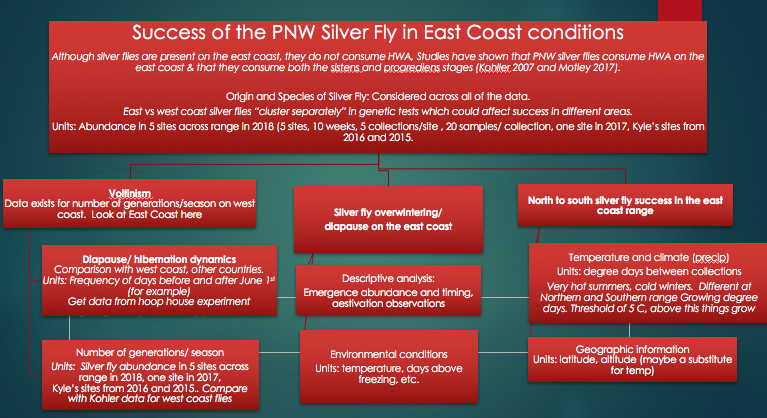 Success of the PNW Silver Fly in East Coast conditions
Although silver flies are present on the east coast, they do not consume HWA, Studies have shown that PNW silver flies consume HWA on the
east coast & that they consume both the sistens and progrediens stages (Kohler 2007 and Motley 2017).
Origin and Species of Silver Fly: Considered across all of the data.
East vs west coast silver flies “cluster separately” in genetic tests which could affect success in different areas.
Units: Abundance in 5 sites across range in 2018 (5 sites, 10 weeks, 5 collections/site , 20 samples/ collection, one site in 2017, Kyle’s sites from
2016 and 2015.
Voltinism
Data exists for number of generations/season on west
coast. Look at East Coast here
Diapause/ hibernation dynamics
Comparison with west coast, other countries.
Units: Frequency of days before and after June 1st
(for example)
Get data from hoop house experiment
Number of generations/ season
Units: Silver fly abundance in 5 sites across
range in 2018, one site in 2017,
Kyle’s sites from 2016 and 2015.. Compare
with Kohler data for west coast flies
Silver fly overwintering/
diapause on the east coast
Descriptive analysis:
Emergence abundance and timing,
aestivation observations
Environmental conditions
Units: temperature, days above
freezing, etc.
North to south silver fly success in the east
coast range
Temperature and climate (precip)
Units: degree days between collections
Very hot summers, cold winters. Different at
Northern and Southern range Growing degree
days. Threshold of 5 C, above this things grow
Geographic information
Units: latitude, altitude (maybe a substitute
for temp)